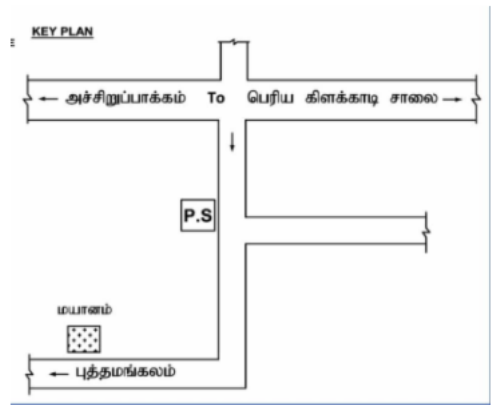 KEY PLAN
← அச்சிறுப்பாக்கம் To பெரிய கிளக்காடி சாலை →
P.S
மயானம்
← புத்தமங்கலம்